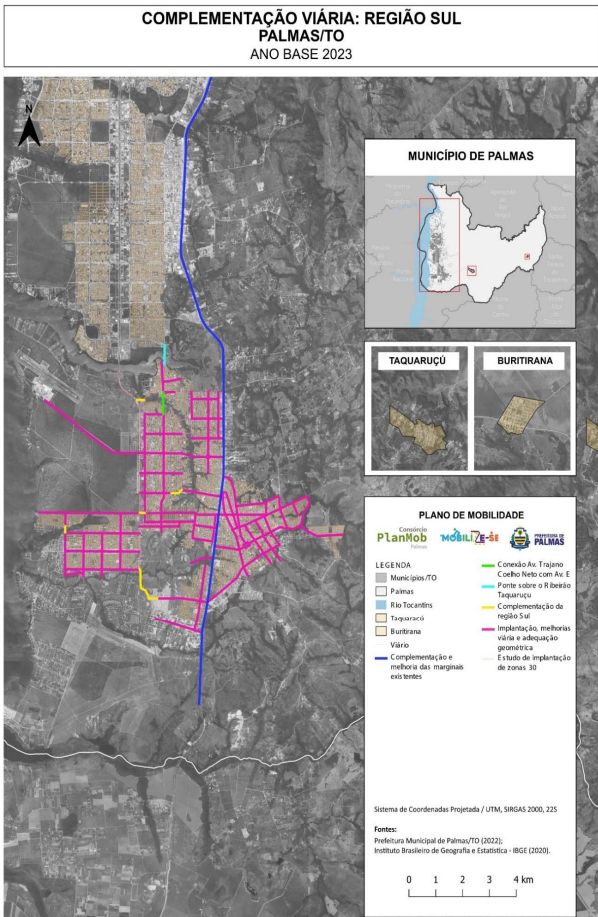 COMPLEMENTAÇÃO VIÁRIA: REGIÃO SUL
PALMAS/TO
ANO BASE 2023
N
MUNICÍPIO DE PALMAS
TAQUARUÇÚ
BURITIRANA
PLANO DE MOBILIDADE
Consórcio
PlanMob
Palmas
MOBILIZE-SE
PREFEITURA DE
PALMAS
LEGENDA
Municípios/TO
Palmas
Rio Tocantins
Taquaraçú
Buritirana
Viário
Complementação e
melhoria das marginais
existentes
Conexão Av. Trajano
Coelho Neto com Av. E
Ponte sobre o Ribeirão
Taquaruçu
Complementação da
região Sul
Implantação, melhorias
viária e adequação
geométrica
Estudo de implantação
de zonas 30
Sistema de Coordenadas Projetada / UTM, SIRGAS 2000, 22S
Fontes:
Prefeitura Municipal de Palmas/TO (2022);
Instituto Brasileiro de Geografia e Estatística - IBGE (2020).
0 1 2 3 4 km